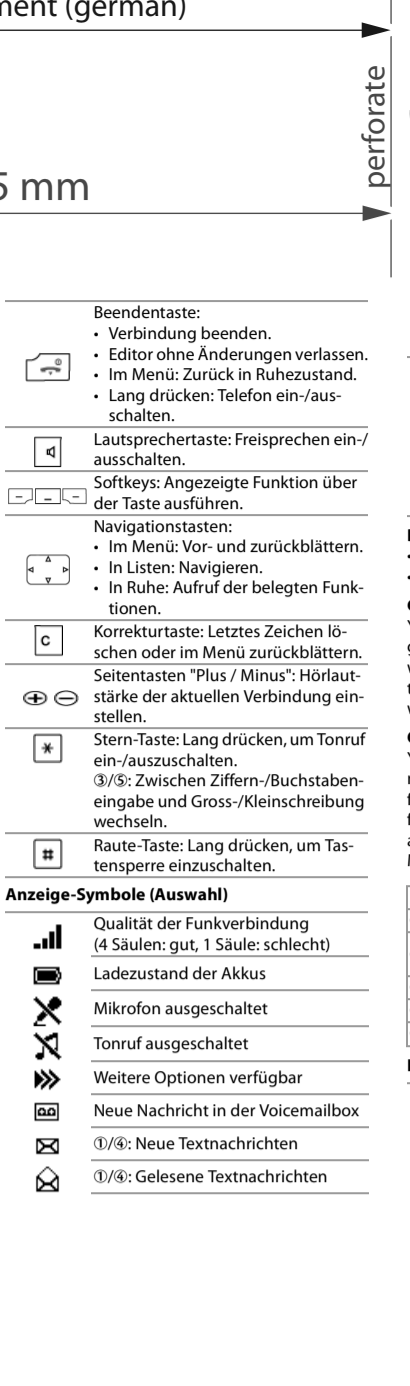 ment (german)
perforate
5 mm
Beendentaste:
• Verbindung beenden.
• Editor ohne Änderungen verlassen.
• Im Menü: Zurück in Ruhezustand.
• Lang drücken: Telefon ein-/aus-
schalten.
Lautsprechertaste: Freisprechen ein-/
ausschalten.
Softkeys: Angezeigte Funktion über
der Taste ausführen.
Navigationstasten:
• Im Menü: Vor- und zurückblättern.
• In Listen: Navigieren.
• In Ruhe: Aufruf der belegten Funk-
tionen.
C
Korrekturtaste: Letztes Zeichen lö-
schen oder im Menü zurückblättern.
Seitentasten "Plus / Minus": Hörlaut-
stärke der aktuellen Verbindung ein-
stellen.
*
Stern-Taste: Lang drücken, um Tonruf
ein-/auszuschalten.
③/⑤: Zwischen Ziffern-/Buchstaben-
eingabe und Gross-/Kleinschreibung
wechseln.
#
Raute-Taste: Lang drücken, um Tas-
tensperre einzuschalten.
Anzeige-Symbole (Auswahl)
Qualität der Funkverbindung
(4 Säulen: gut, 1 Säule: schlecht)
Ladezustand der Akkus
Mikrofon ausgeschaltet
Tonruf ausgeschaltet
Weitere Optionen verfügbar
Neue Nachricht in der Voicemailbox
①/④: Neue Textnachrichten
①/④: Gelesene Textnachrichten